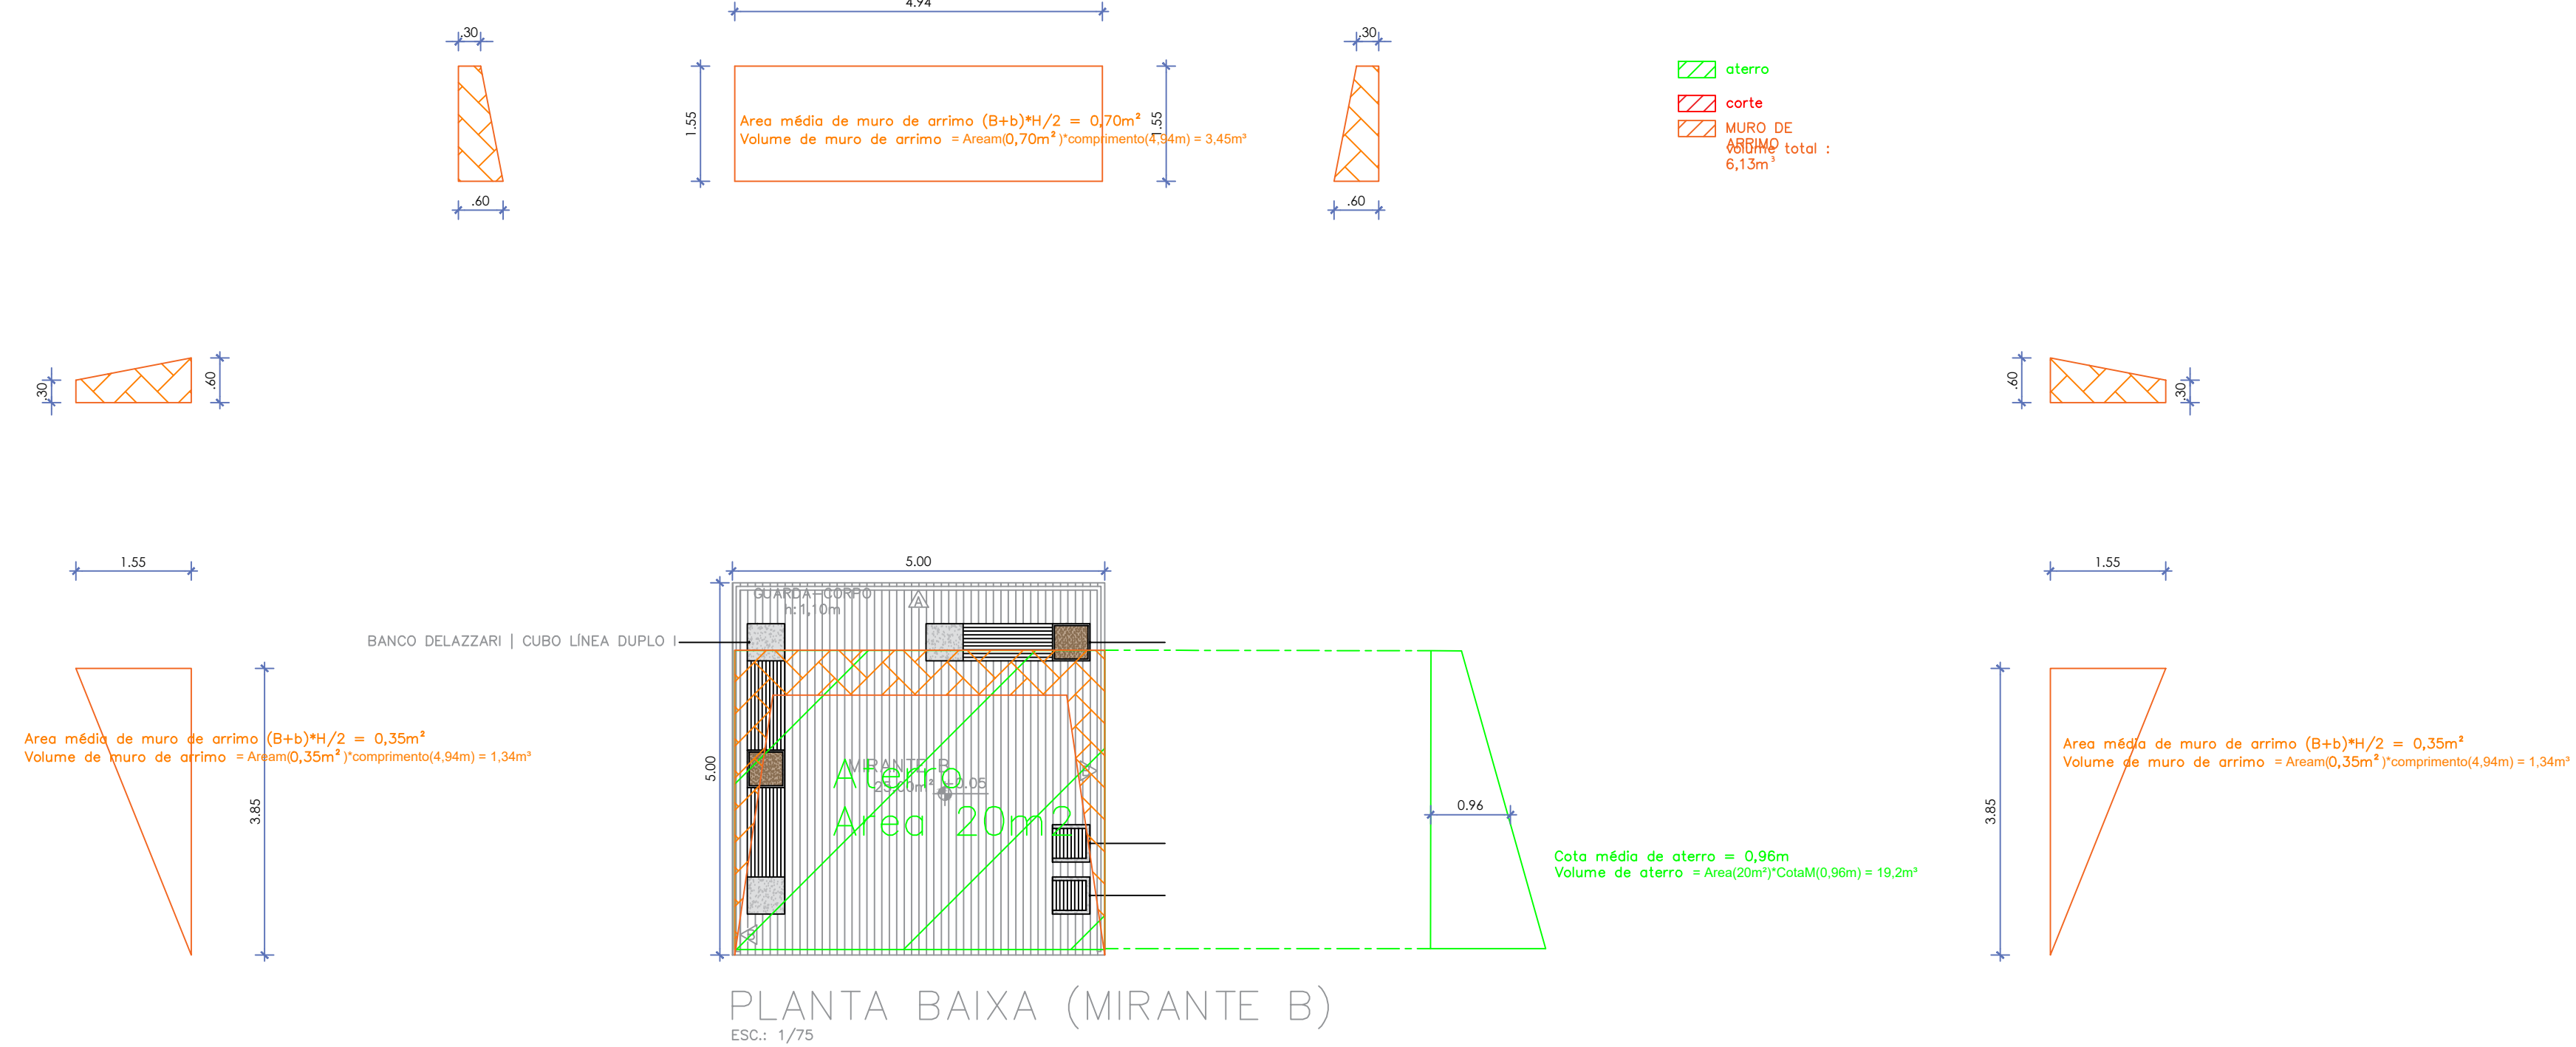 4.94
.30
.30
aterro
corte
MURO DE
ARRIMO
volume total :
6,13m³
1.55
1.55
Area média de muro de arrimo (B+b)*H/2 = 0,70m²
Volume de muro de arrimo = Aream(0,70m²)*comprimento(4,94m) = 3,45m³
.60
.60
.30
.60
.60
.30
1.55
5.00
1.55
GUARDA-CORPO
h:1,10m
A
BANCO DELAZZARI | CUBO LÍNEA DUPLO I
Area média de muro de arrimo (B+b)*H/2 = 0,35m²
Volume de muro de arrimo = Aream(0,35m²)*comprimento(4,94m) = 1,34m³
3.85
5.00
MIRANTE B
25.00m²
+0.05
Aterro
Area 20m2
B
B
0.96
Cota média de aterro = 0,96m
Volume de aterro = Area(20m²)*CotaM(0,96m) = 19,2m³
3.85
Area média de muro de arrimo (B+b)*H/2 = 0,35m²
Volume de muro de arrimo = Aream(0,35m²)*comprimento(4,94m) = 1,34m³
PLANTA BAIXA (MIRANTE B)
ESC.: 1/75